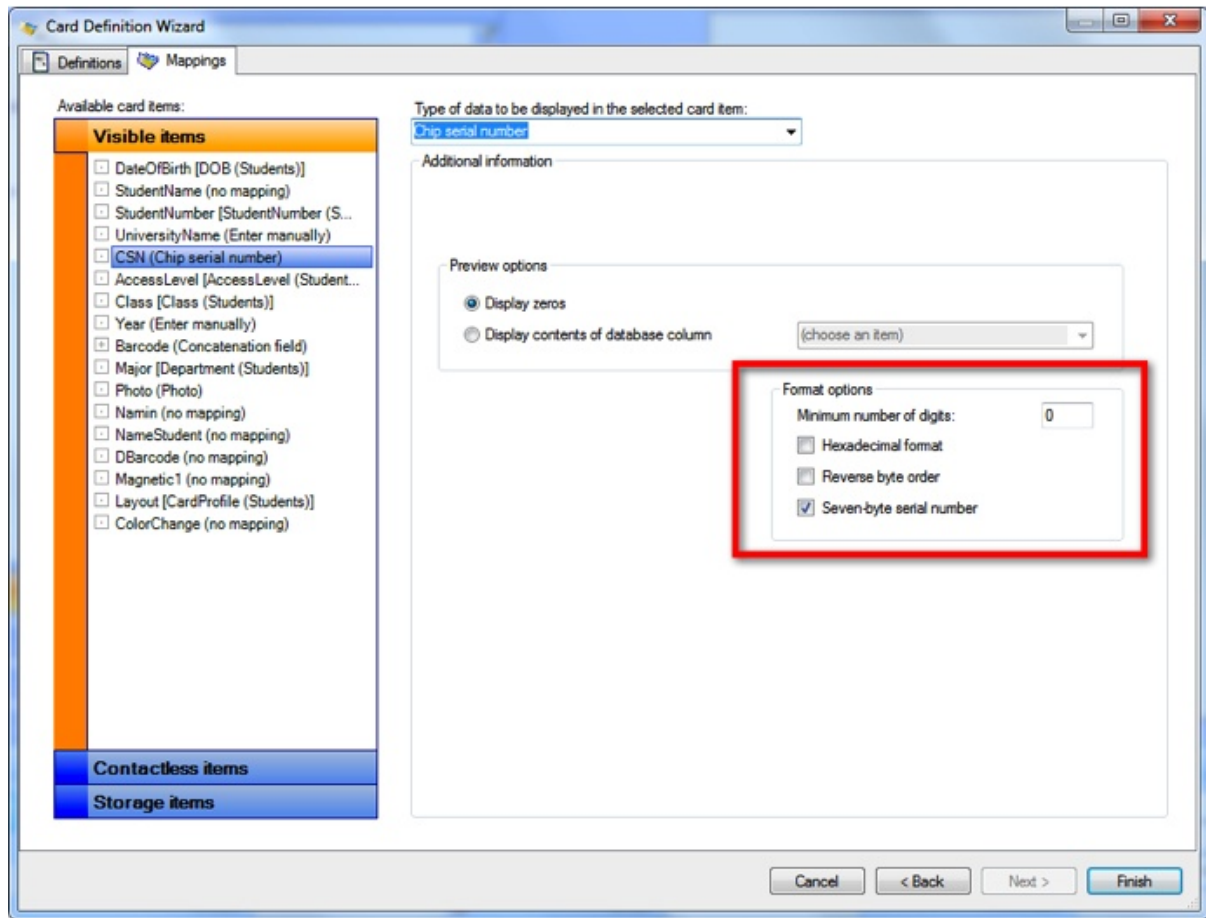 Card Definition Wizard
Definitions
Mappings
Available card items:
Visible items
DateOfBirth [DOB (Students)]
StudentName (no mapping)
StudentNumber [StudentNumber (S...
UniversityName (Enter manually)
CSN (Chip serial number)
AccessLevel [AccessLevel (Student...
Class [Class (Students)]
Year (Enter manually)
Barcode (Concatenation field)
Major [Department (Students)]
Photo (Photo)
Namin (no mapping)
NameStudent (no mapping)
DBarcode (no mapping)
Magnetic1 (no mapping)
Layout [CardProfile (Students)]
ColorChange (no mapping)
Contactless items
Storage items
Type of data to be displayed in the selected card item:
Chip serial number
Additional information
Preview options
Display zeros
Display contents of database column
(choose an item)
Format options
Minimum number of digits: 0
Hexadecimal format
Reverse byte order
Seven-byte serial number
Cancel
< Back
Next >
Finish